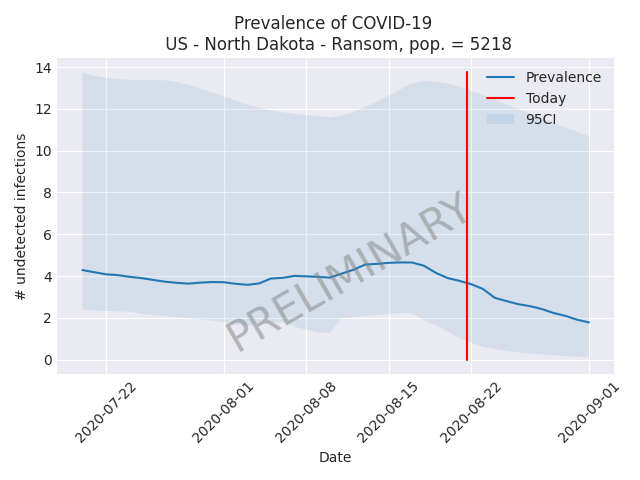 Prevalence of COVID-19
US - North Dakota - Ransom, pop. = 5218
# undetected infections
14
12
10
8
6
4
2
0
Prevalence
Today
95CI
PRELIMINARY
2020-07-22
2020-08-01
2020-08-08
2020-08-15
2020-08-22
2020-09-01
Date